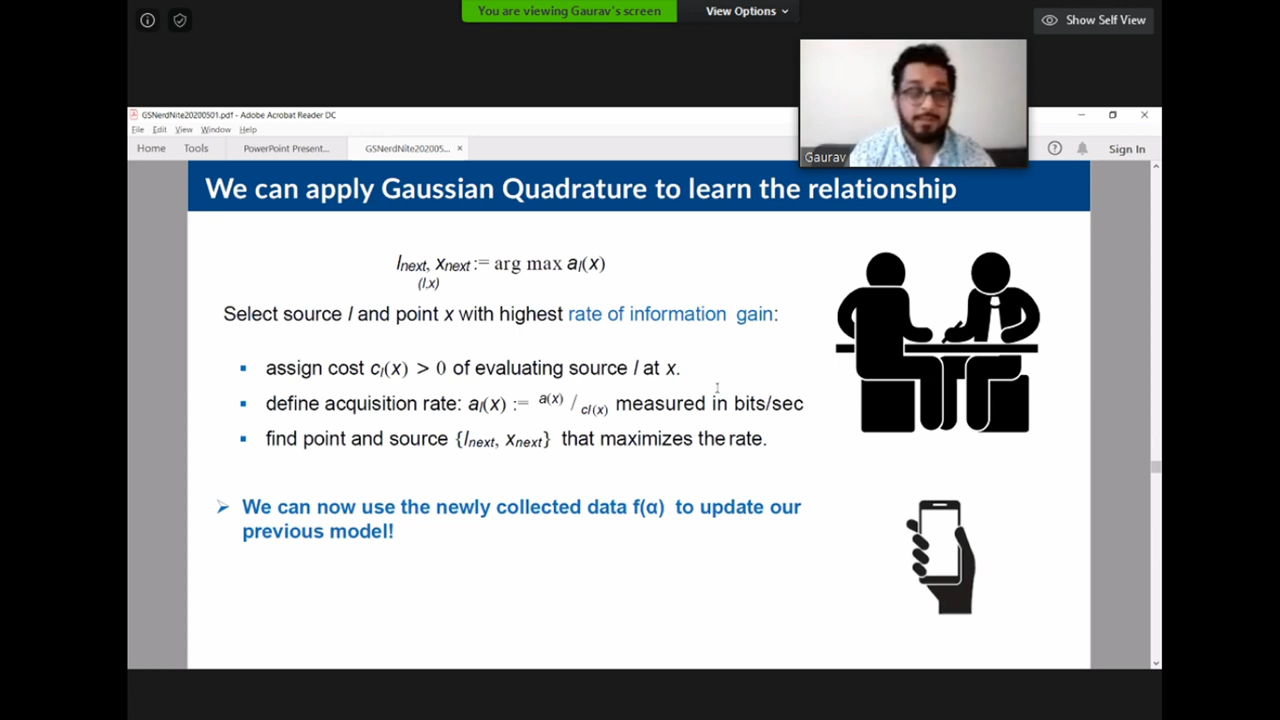 You are viewing Gaurav's screen
View Options
Show Self View
GSNerdNite20200501.pdf - Adobe Acrobat Reader DC
File Edit View Window Help
Home Tools PowerPoint Present... GSNerdNite202005... × Sign In
Gaurav
We can apply Gaussian Quadrature to learn the relationship
lnext, xnext := arg max al(x)
(l,x)
Select source l and point x with highest rate of information gain:
▪ assign cost cl(x) > 0 of evaluating source l at x.
▪ define acquisition rate: al(x) := a(x) / cl(x) measured in bits/sec
▪ find point and source {lnext, xnext} that maximizes the rate.
➢ We can now use the newly collected data f(α) to update our
previous model!